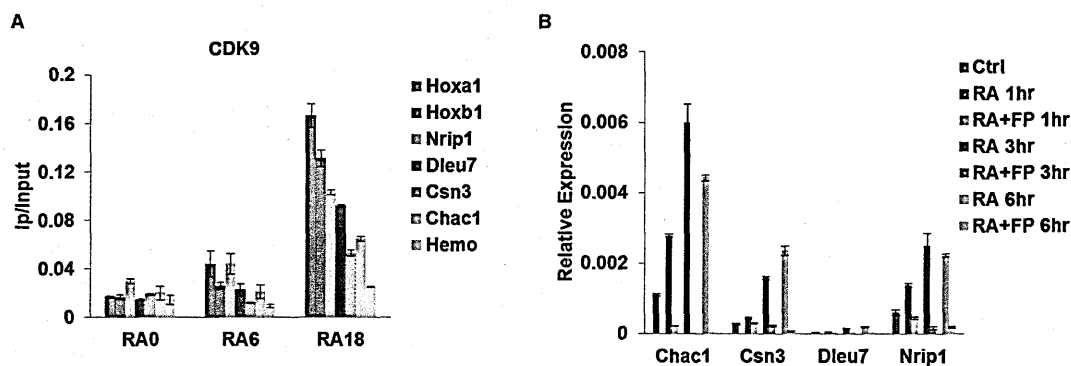 A
CDK9
Ip/Input
0.2
0.16
0.12
0.08
0.04
0
RA0
RA6
RA18
Hoxa1
Hoxb1
Nrip1
Dleu7
Csn3
Chac1
Hemo
B
Relative Expression
0.008
0.006
0.004
0.002
0
Chac1
Csn3
Dleu7
Nrip1
Ctrl
RA 1hr
RA+FP 1hr
RA 3hr
RA+FP 3hr
RA 6hr
RA+FP 6hr